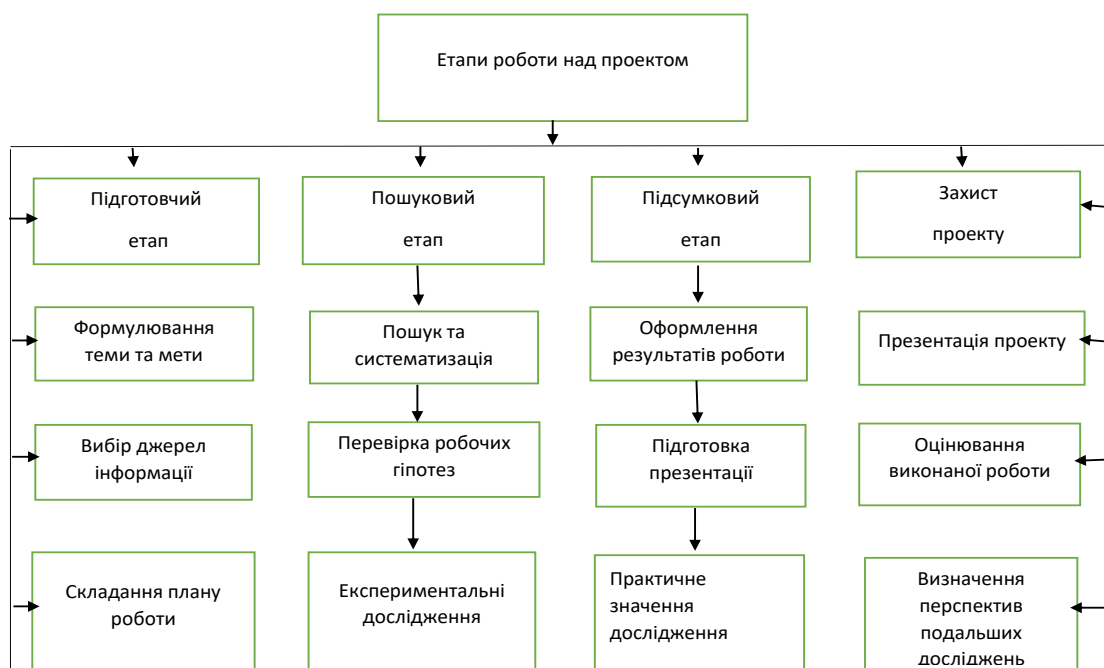 Етапи роботи над проектом
Підготовчий
етап
Пошуковий
етап
Підсумковий
етап
Захист
проекту
Формулювання
теми та мети
Пошук та
систематизація
Оформлення
результатів роботи
Презентація проекту
Вибір джерел
інформації
Перевірка робочих
гіпотез
Підготовка
презентації
Оцінювання
виконаної роботи
Складання плану
роботи
Експериментальні
дослідження
Практичне
значення
дослідження
Визначення
перспектив
подальших
досліджень